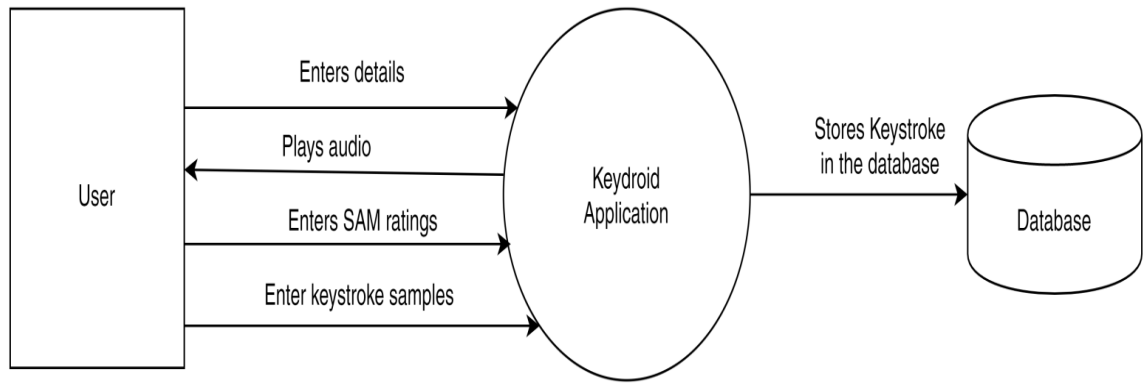 User
Enters details
Plays audio
Enters SAM ratings
Enter keystroke samples
Keydroid
Application
Stores Keystroke
in the database
Database